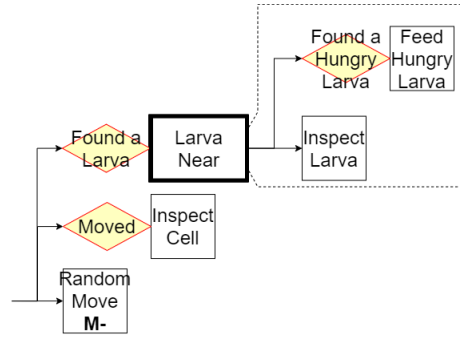 Found a
Hungry
Larva
Feed
Hungry
Larva
Found a
Larva
Larva
Near
Inspect
Larva
Moved
Inspect
Cell
Random
Move
M-